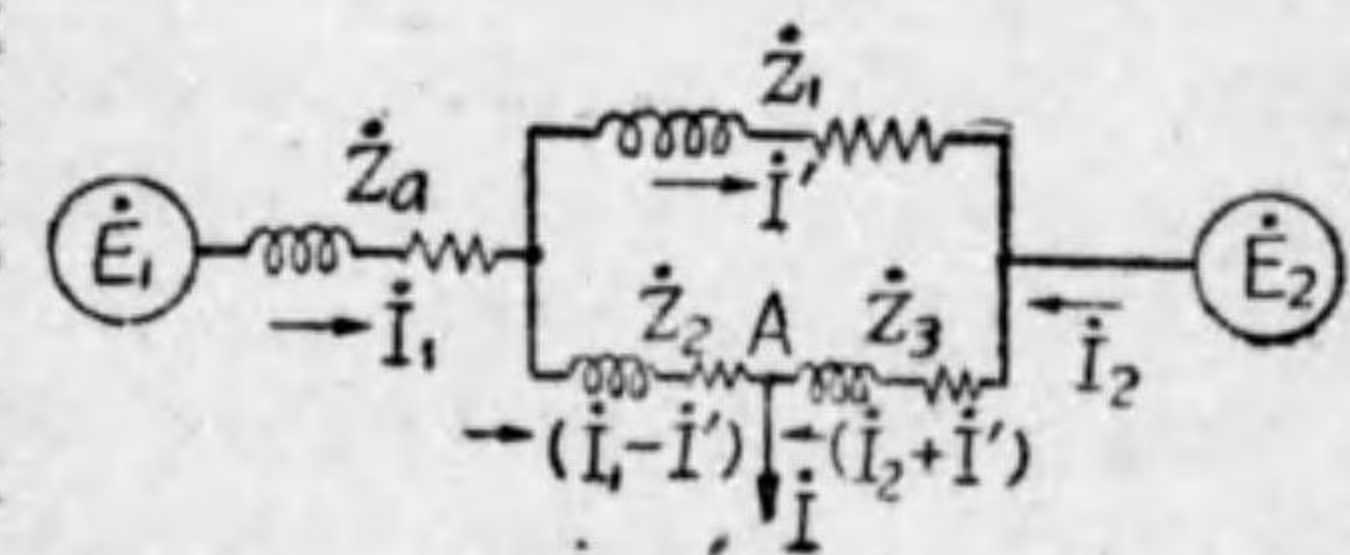 Ż₁
Ża
İ′
Ė₁
Ė₂
İ₁
Ż₂ A Ż₃
İ₂
(İ₁−İ′) (İ₂+İ′)
İ